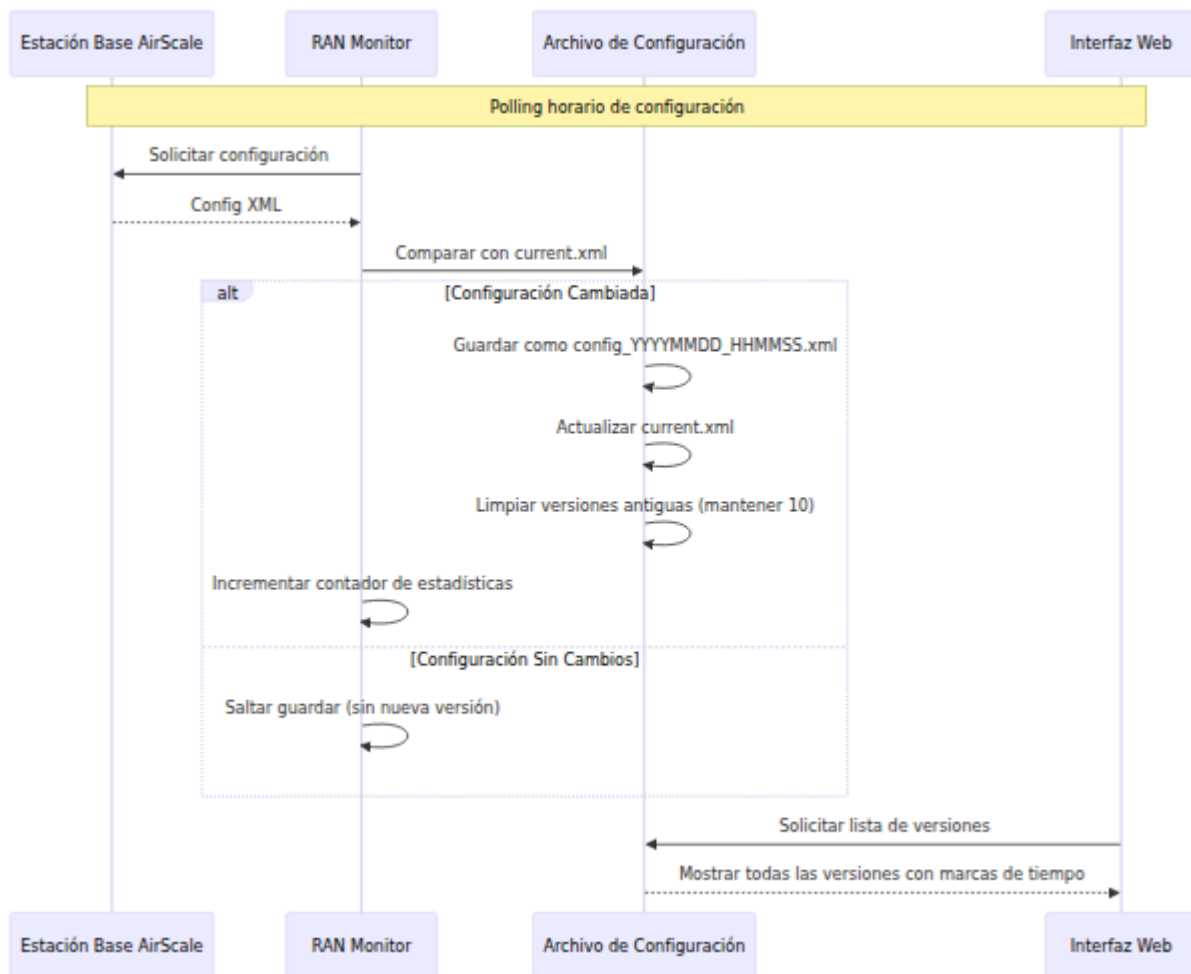 Estación Base AirScale
RAN Monitor
Archivo de Configuración
Interfaz Web
Polling horario de configuración
Solicitar configuración
Config XML
Comparar con current.xml
alt
[Configuración Cambiada]
Guardar como config_YYYYMMDD_HHMMSS.xml
Actualizar current.xml
Limpiar versiones antiguas (mantener 10)
Incrementar contador de estadísticas
[Configuración Sin Cambios]
Saltar guardar (sin nueva versión)
Solicitar lista de versiones
Mostrar todas las versiones con marcas de tiempo
Estación Base AirScale
RAN Monitor
Archivo de Configuración
Interfaz Web